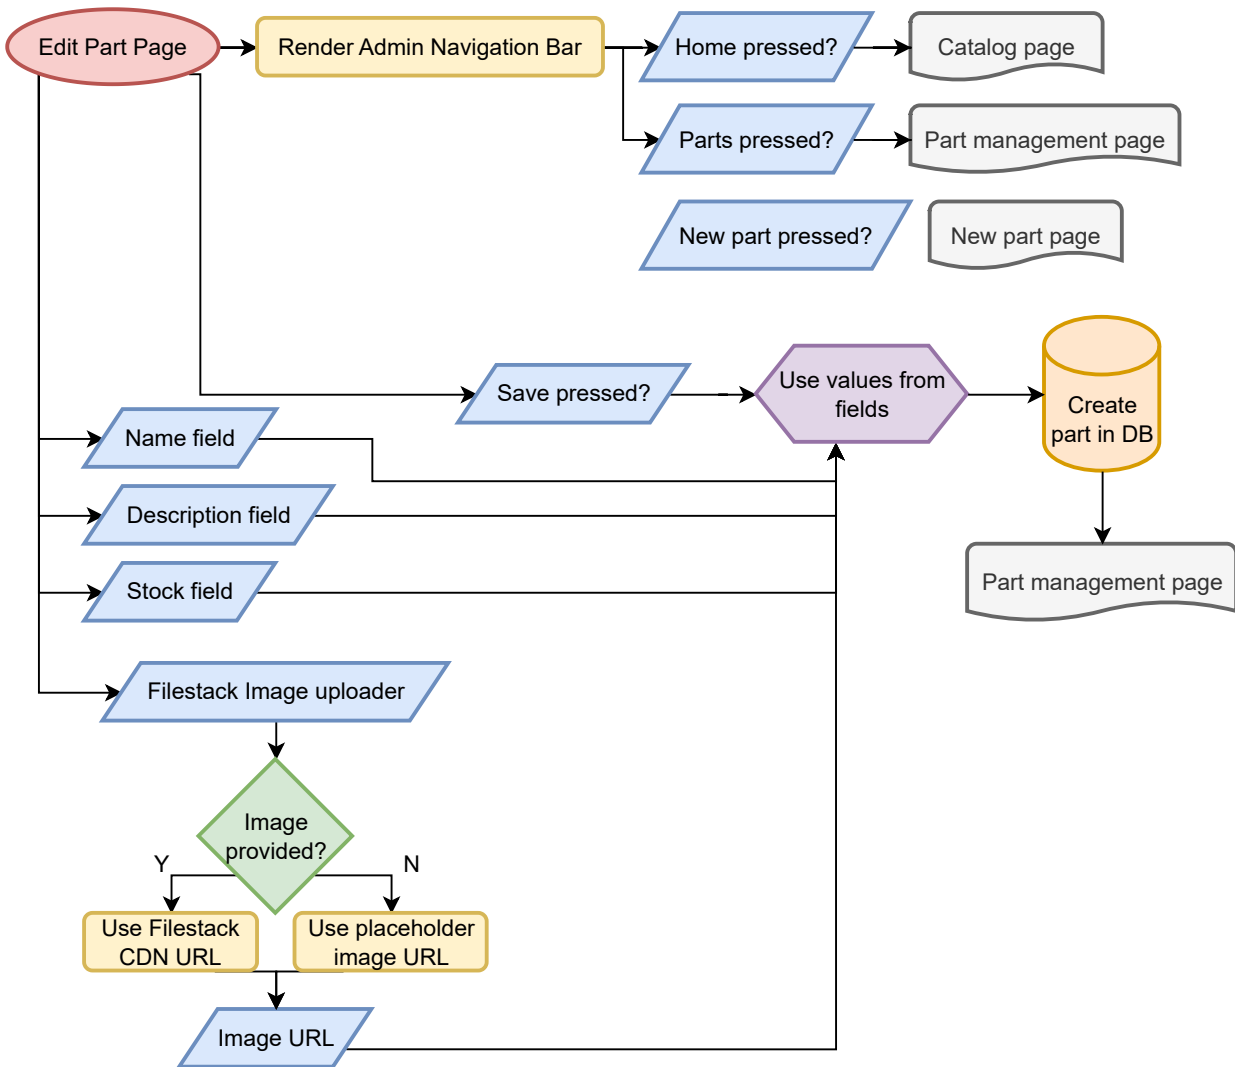 Edit Part Page
Render Admin Navigation Bar
Home pressed?
Catalog page
Parts pressed?
Part management page
New part pressed?
New part page
Save pressed?
Use values from
fields
Create
part in DB
Part management page
Name field
Description field
Stock field
Filestack Image uploader
Image
provided?
Y
N
Use Filestack
CDN URL
Use placeholder
image URL
Image URL